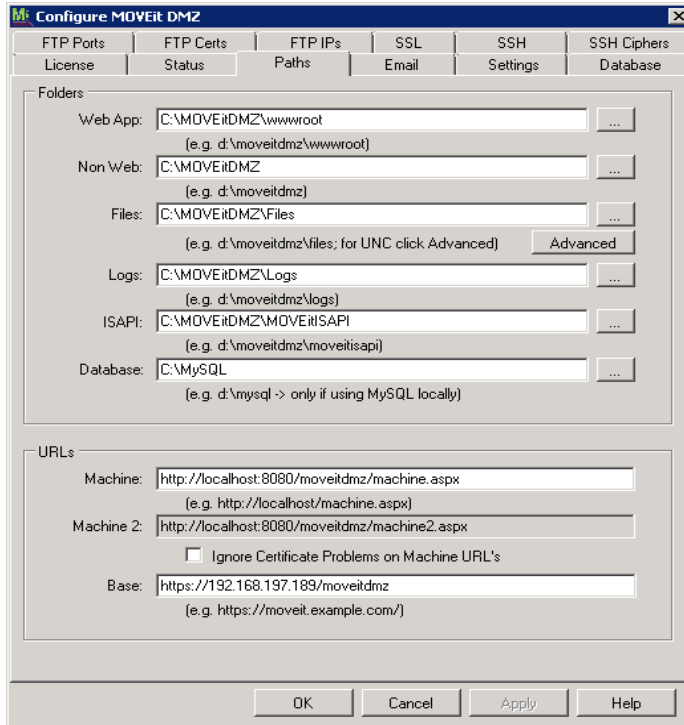 Configure MOVEit DMZ
FTP Ports FTP Certs FTP IPs SSL SSH SSH Ciphers
License Status Paths Email Settings Database
Folders
Web App: C:\MOVEitDMZ\wwwroot ...
(e.g. d:\moveitdmz\wwwroot)
Non Web: C:\MOVEitDMZ ...
(e.g. d:\moveitdmz)
Files: C:\MOVEitDMZ\Files ...
(e.g. d:\moveitdmz\files; for UNC click Advanced) Advanced
Logs: C:\MOVEitDMZ\Logs ...
(e.g. d:\moveitdmz\logs)
ISAPI: C:\MOVEitDMZ\MOVEitISAPI ...
(e.g. d:\moveitdmz\moveitisapi)
Database: C:\MySQL ...
(e.g. d:\mysql -> only if using MySQL locally)
URLs
Machine: http://localhost:8080/moveitdmz/machine.aspx
(e.g. http://localhost/machine.aspx)
Machine 2: http://localhost:8080/moveitdmz/machine2.aspx
Ignore Certificate Problems on Machine URL's
Base: https://192.168.197.189/moveitdmz
(e.g. https://moveit.example.com/)
OK Cancel Apply Help